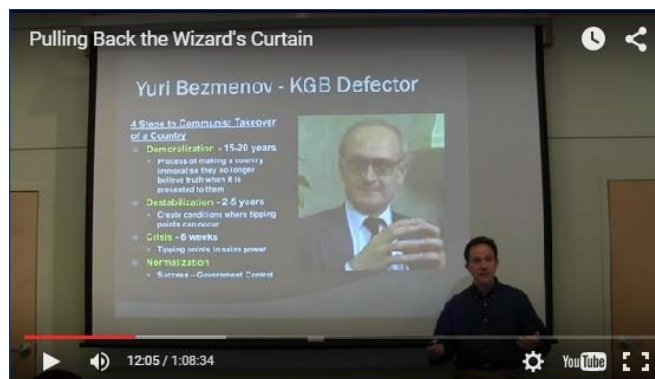 Pulling Back the Wizard's Curtain
Yuri Bezmenov - KGB Defector
4 Steps to Communist Takeover
of a Country
Demoralization - 15-20 years
Process of making a country
immoral so they no longer
believe truth when it is
presented to them
Destabilization - 2-5 years
Create conditions where tipping
points can occur
Crisis - 6 weeks
Tipping points to seize power
Normalization
Success – Government Control
12:05 / 1:08:34
YouTube